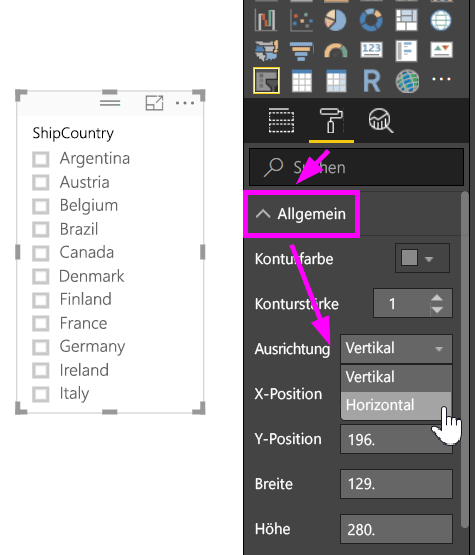 ShipCountry
Argentina
Austria
Belgium
Brazil
Canada
Denmark
Finland
France
Germany
Ireland
Italy
123
R
Suchen
Allgemein
Konturfarbe
Konturstärke 1
Ausrichtung Vertikal
Vertikal
X-Position
Horizontal
Y-Position 196.
Breite 129.
Höhe 280.